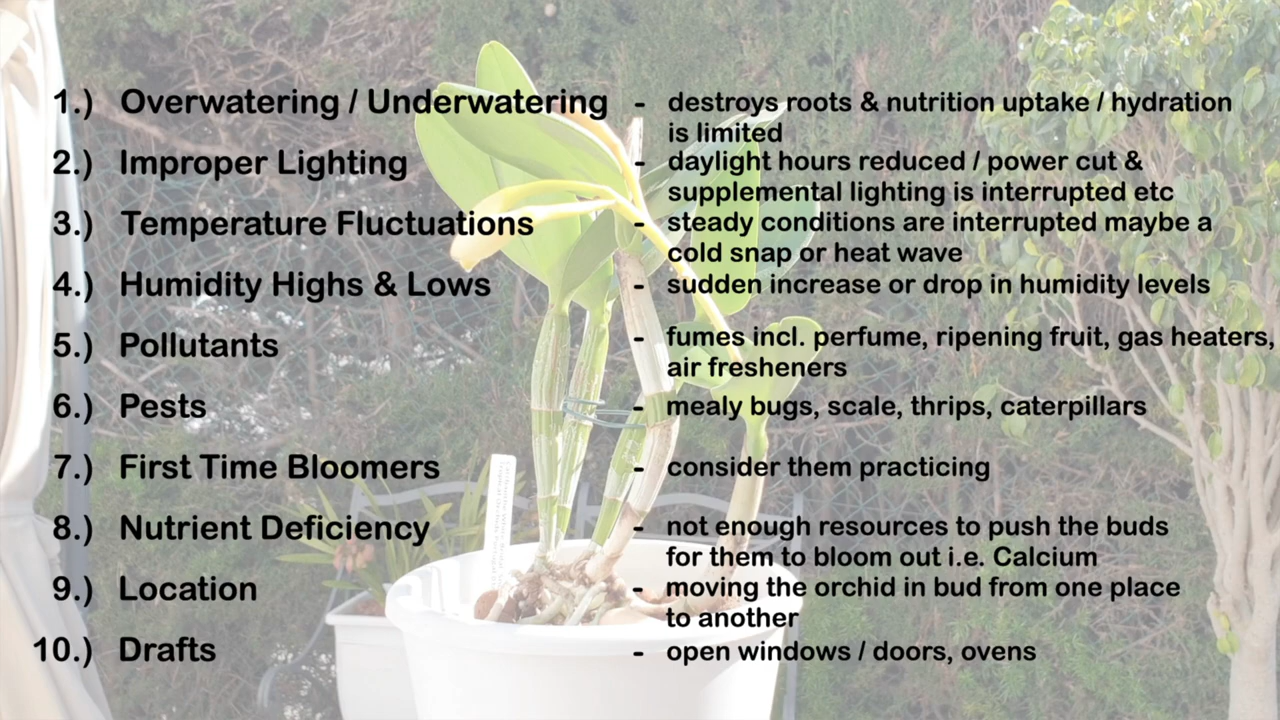 1.) Overwatering / Underwatering - destroys roots & nutrition uptake / hydration
is limited
2.) Improper Lighting - daylight hours reduced / power cut &
supplemental lighting is interrupted etc
3.) Temperature Fluctuations - steady conditions are interrupted maybe a
cold snap or heat wave
4.) Humidity Highs & Lows - sudden increase or drop in humidity levels
5.) Pollutants - fumes incl. perfume, ripening fruit, gas heaters,
air fresheners
6.) Pests - mealy bugs, scale, thrips, caterpillars
7.) First Time Bloomers - consider them practicing
8.) Nutrient Deficiency - not enough resources to push the buds
for them to bloom out i.e. Calcium
9.) Location - moving the orchid in bud from one place
to another
10.) Drafts - open windows / doors, ovens